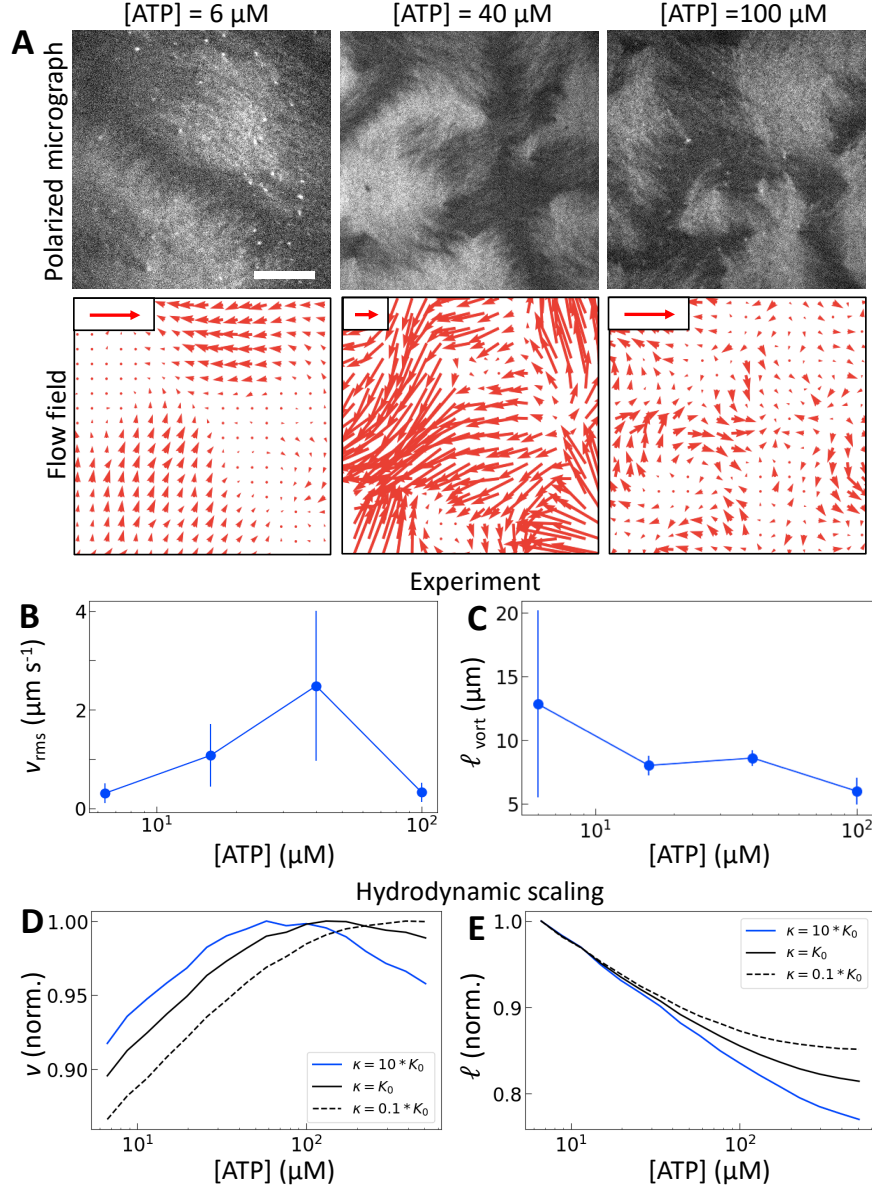 [ATP] = 6 μM
[ATP] = 40 μM
[ATP] =100 μM
A
Polarized micrograph
Flow field
Experiment
B
4
2
0
v rms (μm s⁻¹)
10¹
10²
[ATP] (μM)
C
20
15
10
5
ℓ vort (μm)
10¹
10²
[ATP] (μM)
Hydrodynamic scaling
D
1.00
0.95
0.90
v (norm.)
κ = 10 * K₀
κ = K₀
κ = 0.1 * K₀
10¹
10²
[ATP] (μM)
E
1.0
0.9
0.8
ℓ (norm.)
κ = 10 * K₀
κ = K₀
κ = 0.1 * K₀
10¹
10²
[ATP] (μM)